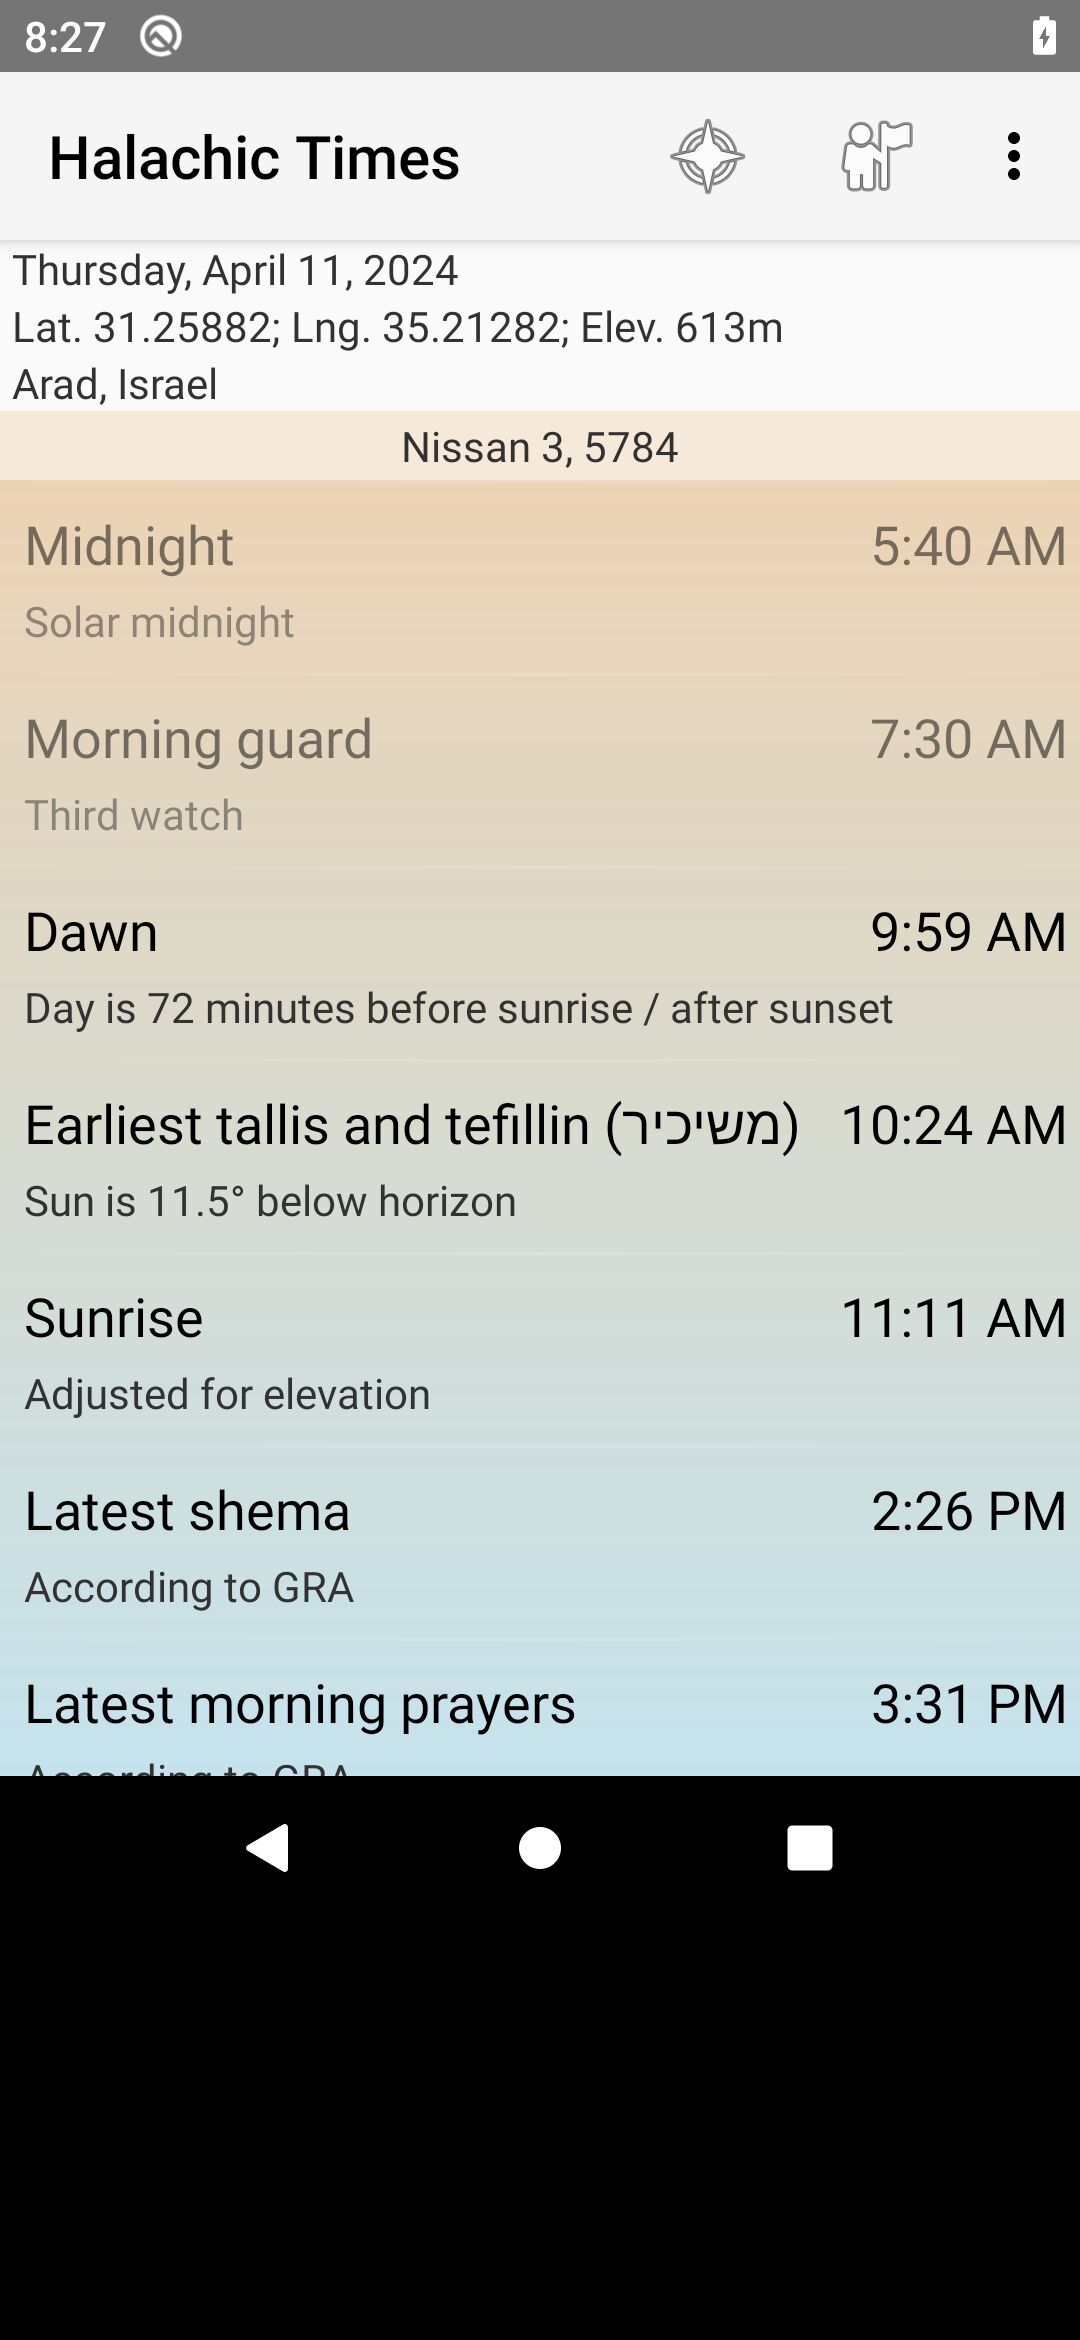 8:27
Halachic Times
Thursday, April 11, 2024
Lat. 31.25882; Lng. 35.21282; Elev. 613m
Arad, Israel
Nissan 3, 5784
Midnight 5:40 AM
Solar midnight
Morning guard 7:30 AM
Third watch
Dawn 9:59 AM
Day is 72 minutes before sunrise / after sunset
Earliest tallis and tefillin (משיכיר) 10:24 AM
Sun is 11.5° below horizon
Sunrise 11:11 AM
Adjusted for elevation
Latest shema 2:26 PM
According to GRA
Latest morning prayers 3:31 PM
According to GRA